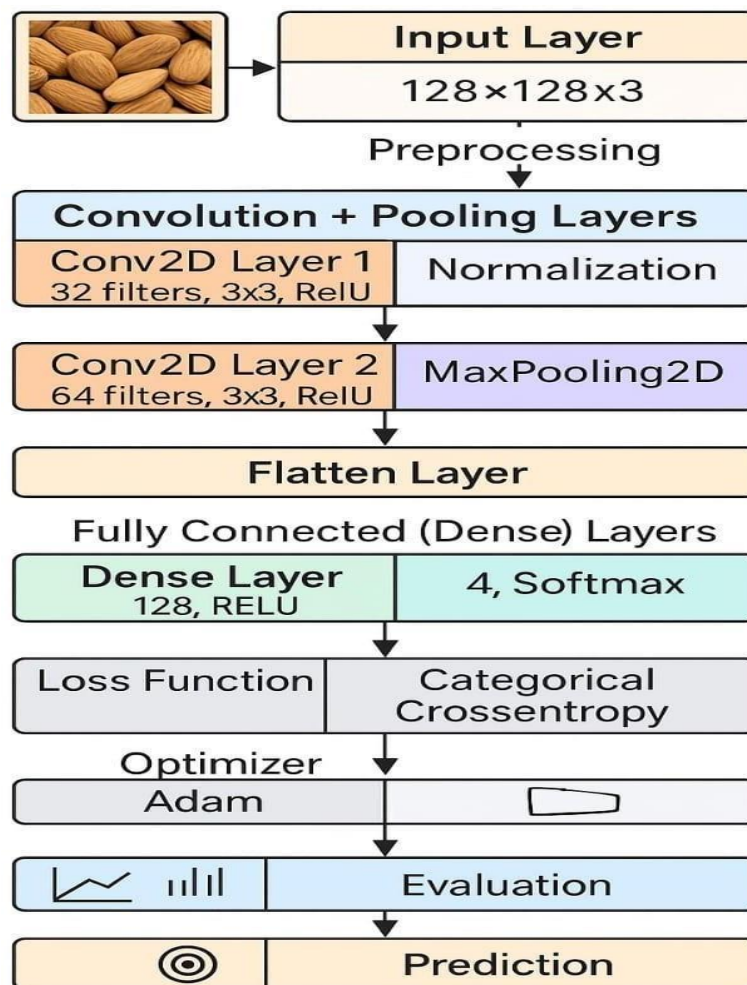 Input Layer
128×128x3
Preprocessing
Convolution + Pooling Layers
Conv2D Layer 1
32 filters, 3x3, RelU
Normalization
Conv2D Layer 2
64 filters, 3x3, RelU
MaxPooling2D
Flatten Layer
Fully Connected (Dense) Layers
Dense Layer
128, RELU
4, Softmax
Loss Function
Categorical
Crossentropy
Optimizer
Adam
Evaluation
Prediction